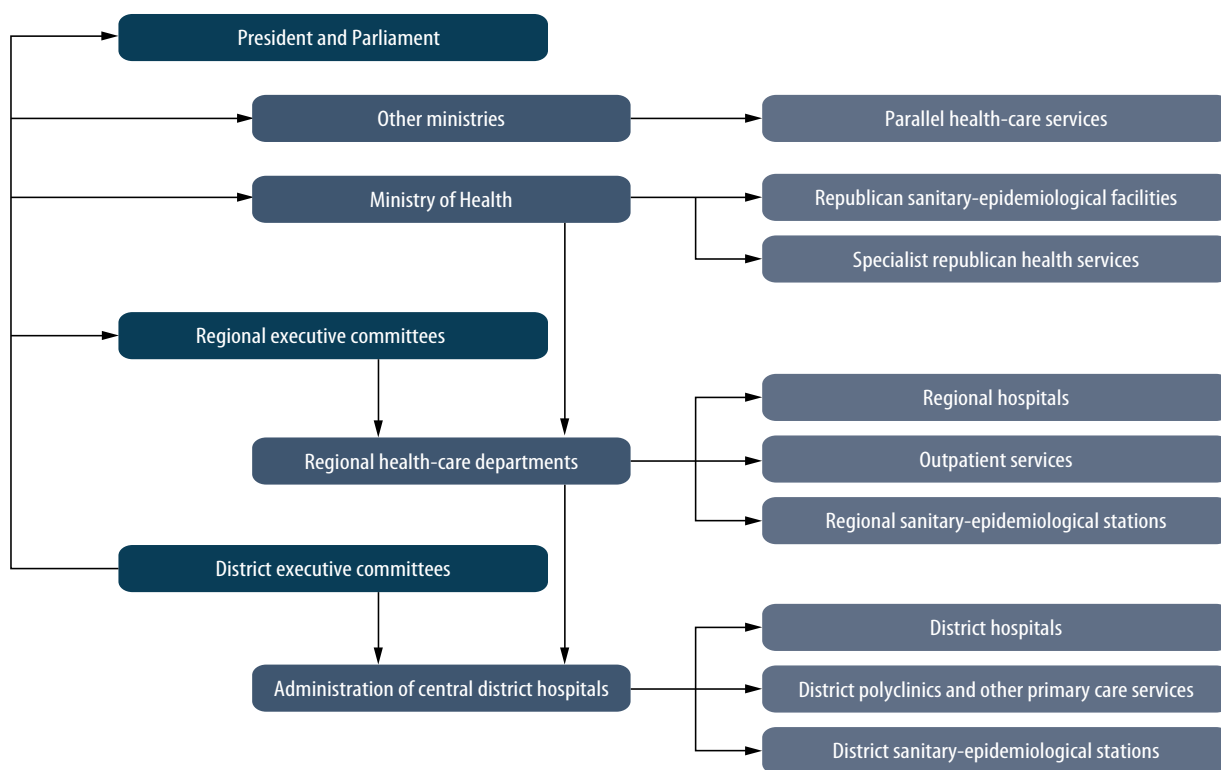 President and Parliament
Other ministries
Parallel health-care services
Ministry of Health
Republican sanitary-epidemiological facilities
Specialist republican health services
Regional executive committees
Regional hospitals
Regional health-care departments
Outpatient services
Regional sanitary-epidemiological stations
District executive committees
District hospitals
Administration of central district hospitals
District polyclinics and other primary care services
District sanitary-epidemiological stations